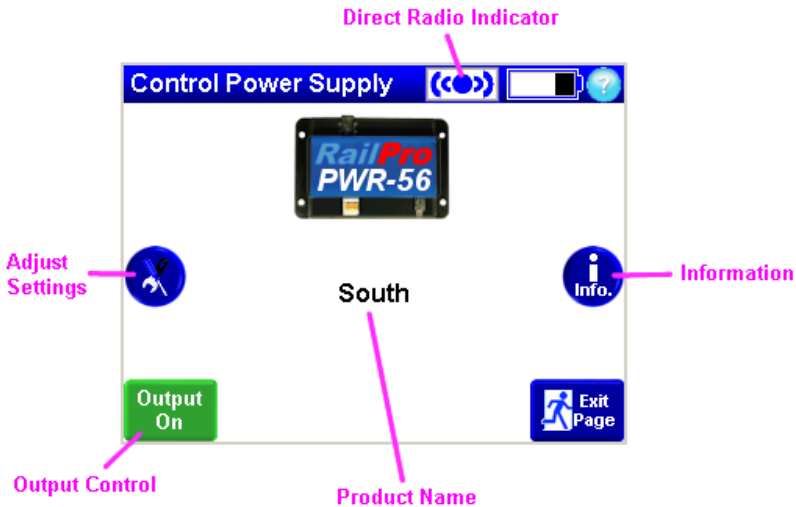 Direct Radio Indicator
Control Power Supply
?
RailPro
PWR-56
Adjust
Settings
South
Info.
Information
Output
On
Exit
Page
Output Control
Product Name